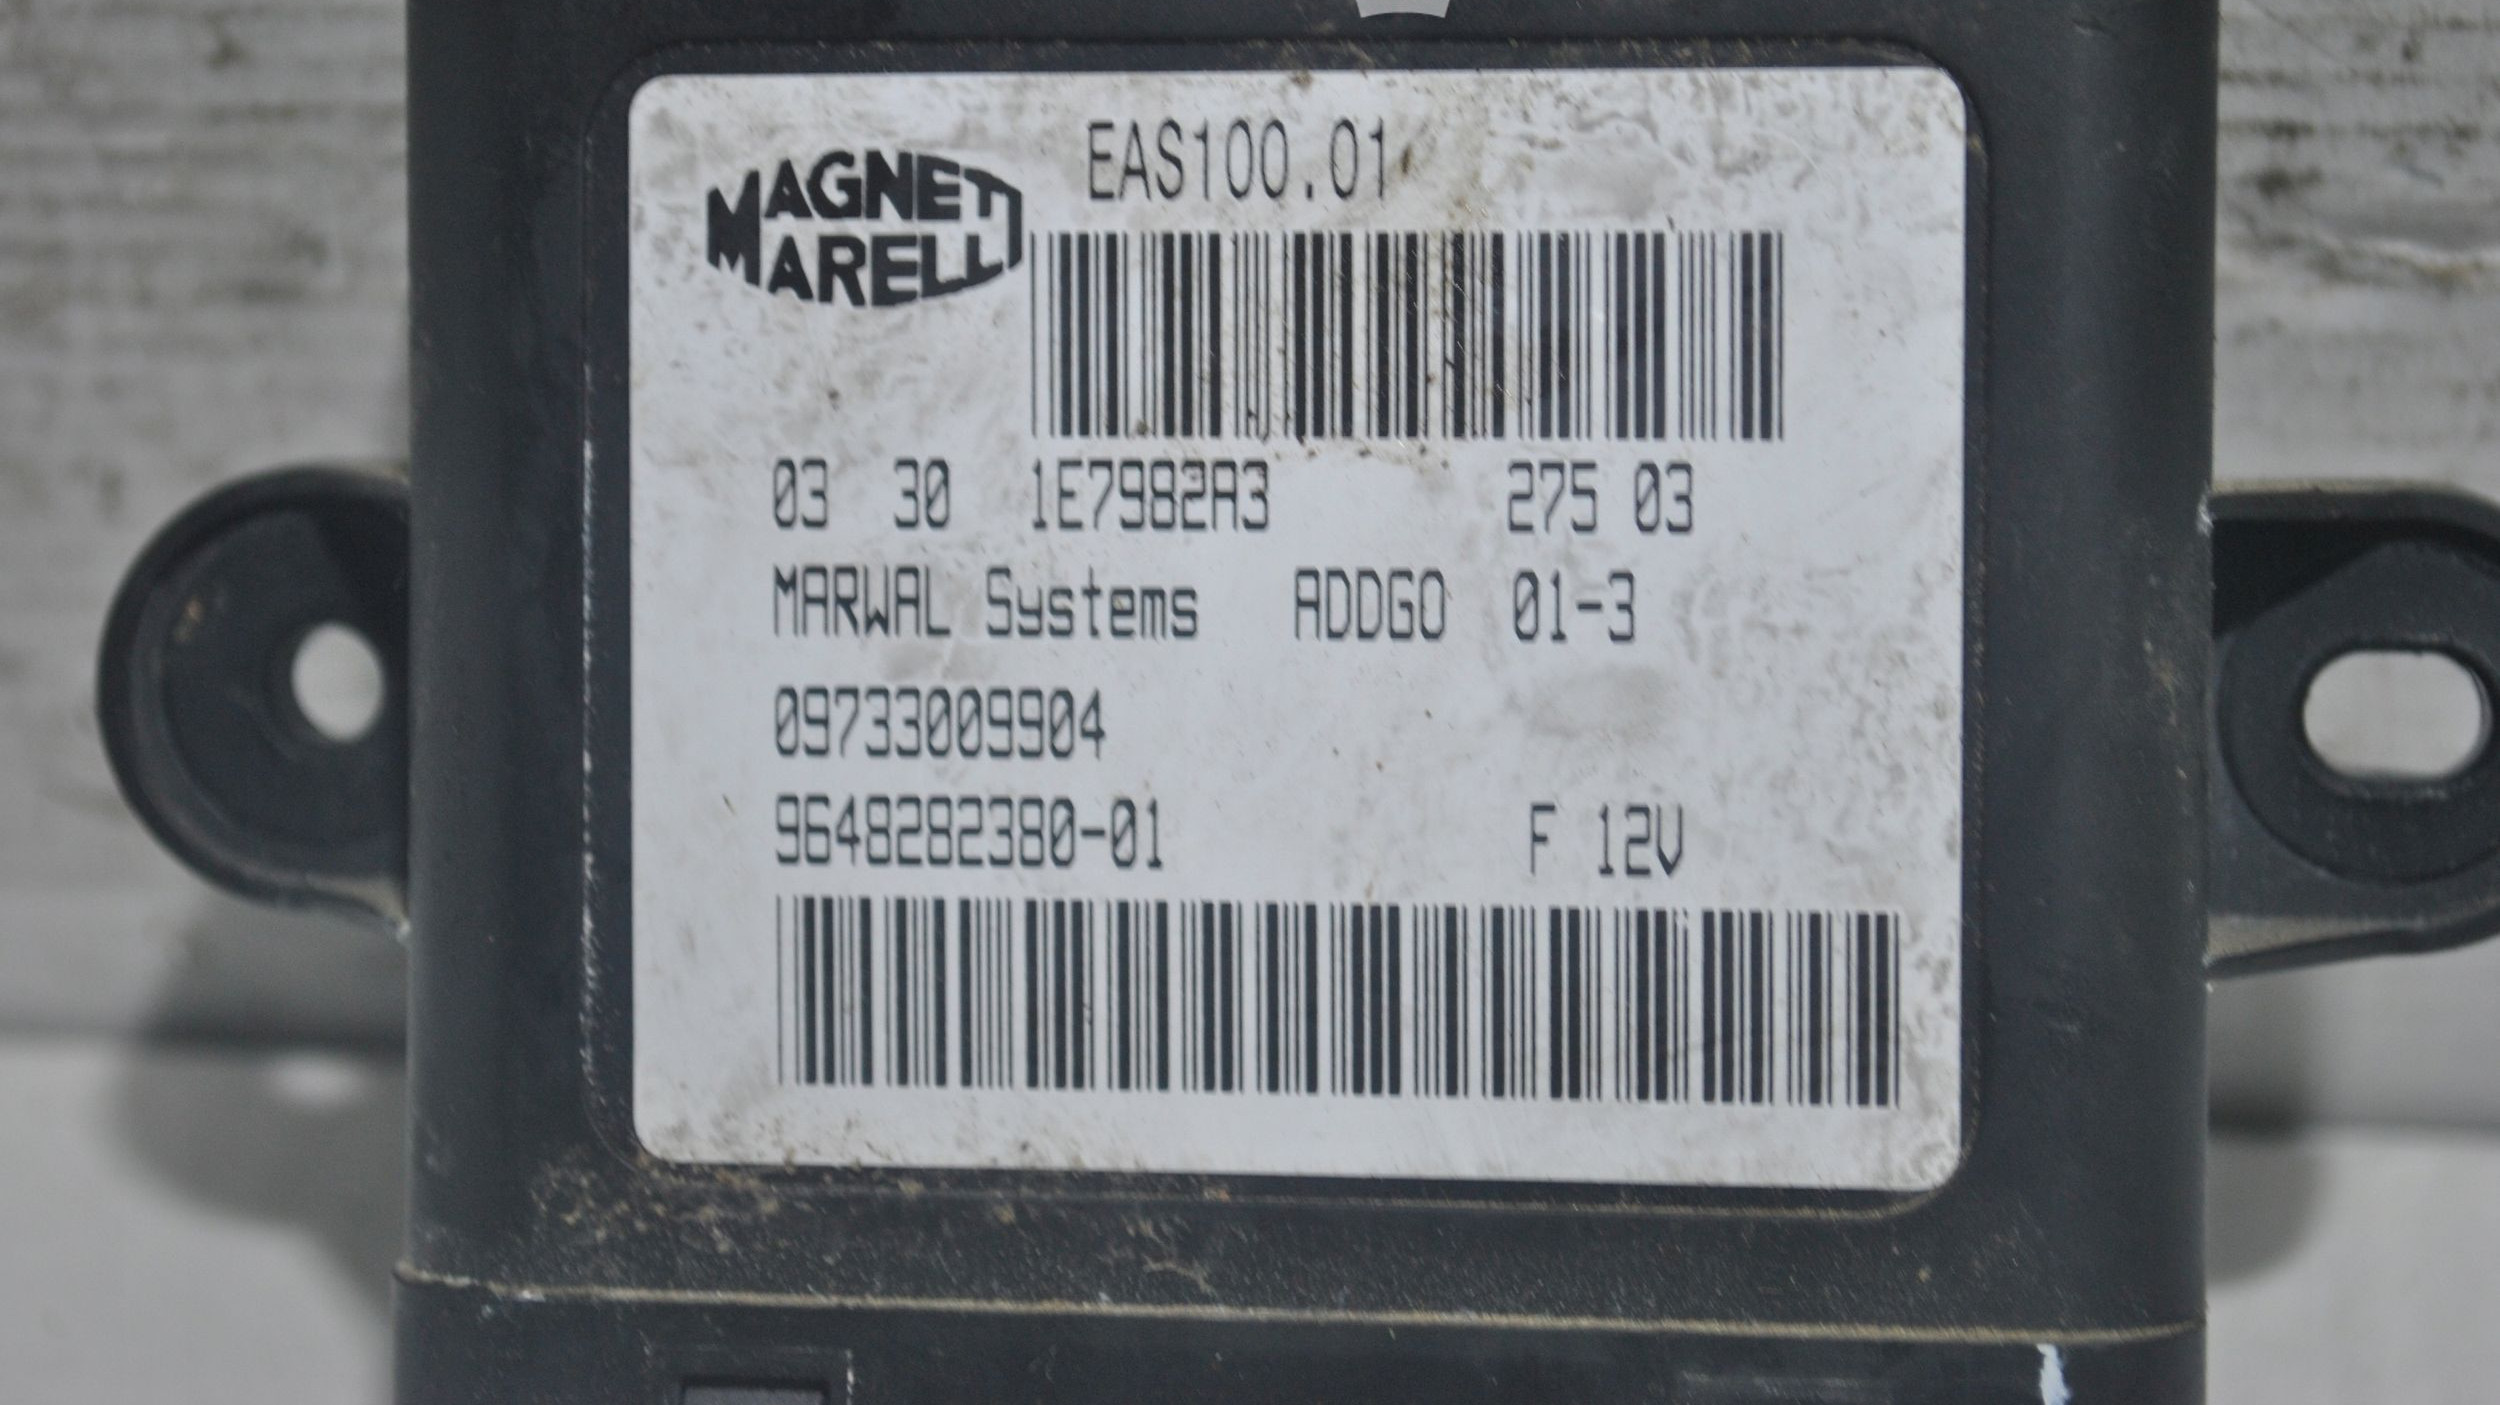 MAGNETI
MARELLI
EAS100.01
03 30 1E7982A3 275 03
MARWAL Systems ADDGO 01-3
09733009904
9648282380-01 F 12V